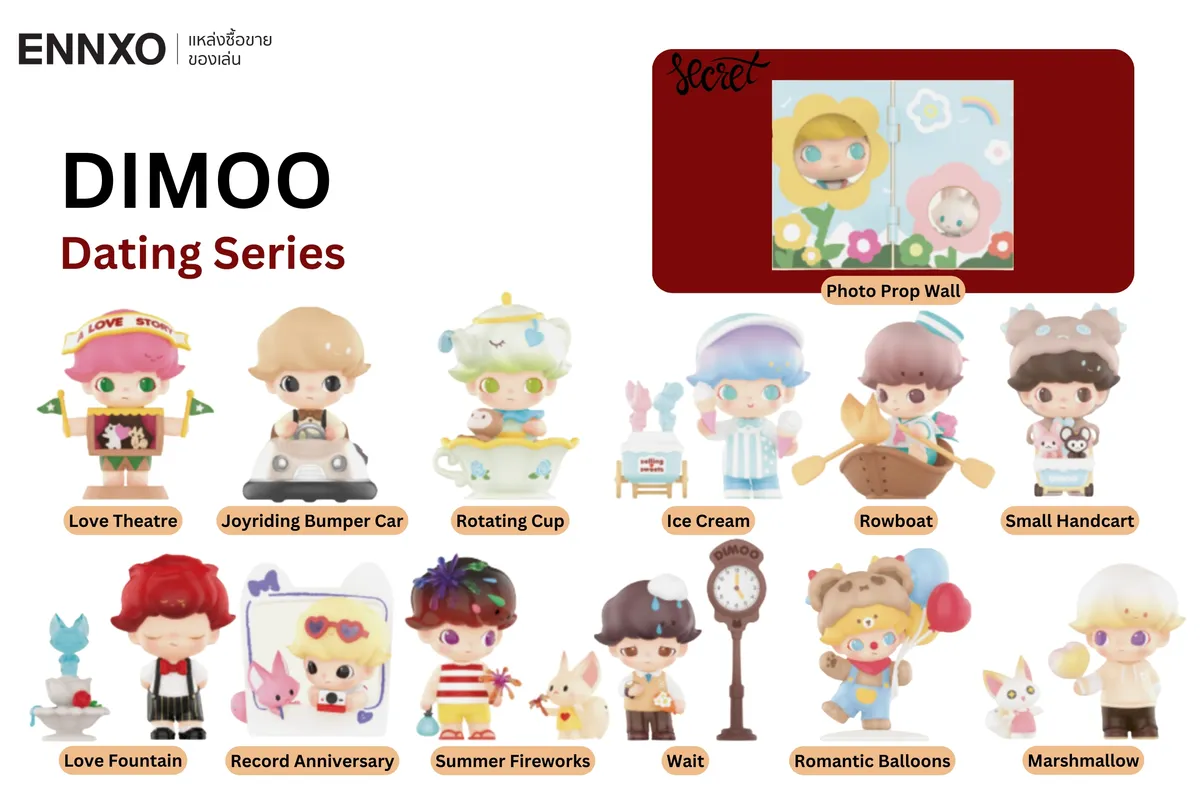 ENNXO
แหล่งซื้อขาย
ของเล่น
secret
DIMOO
Dating Series
Photo Prop Wall
A LOVE STORY
selling
sweets
Love Theatre
Joyriding Bumper Car
Rotating Cup
Ice Cream
Rowboat
Small Handcart
DIMOO
Love Fountain
Record Anniversary
Summer Fireworks
Wait
Romantic Balloons
Marshmallow